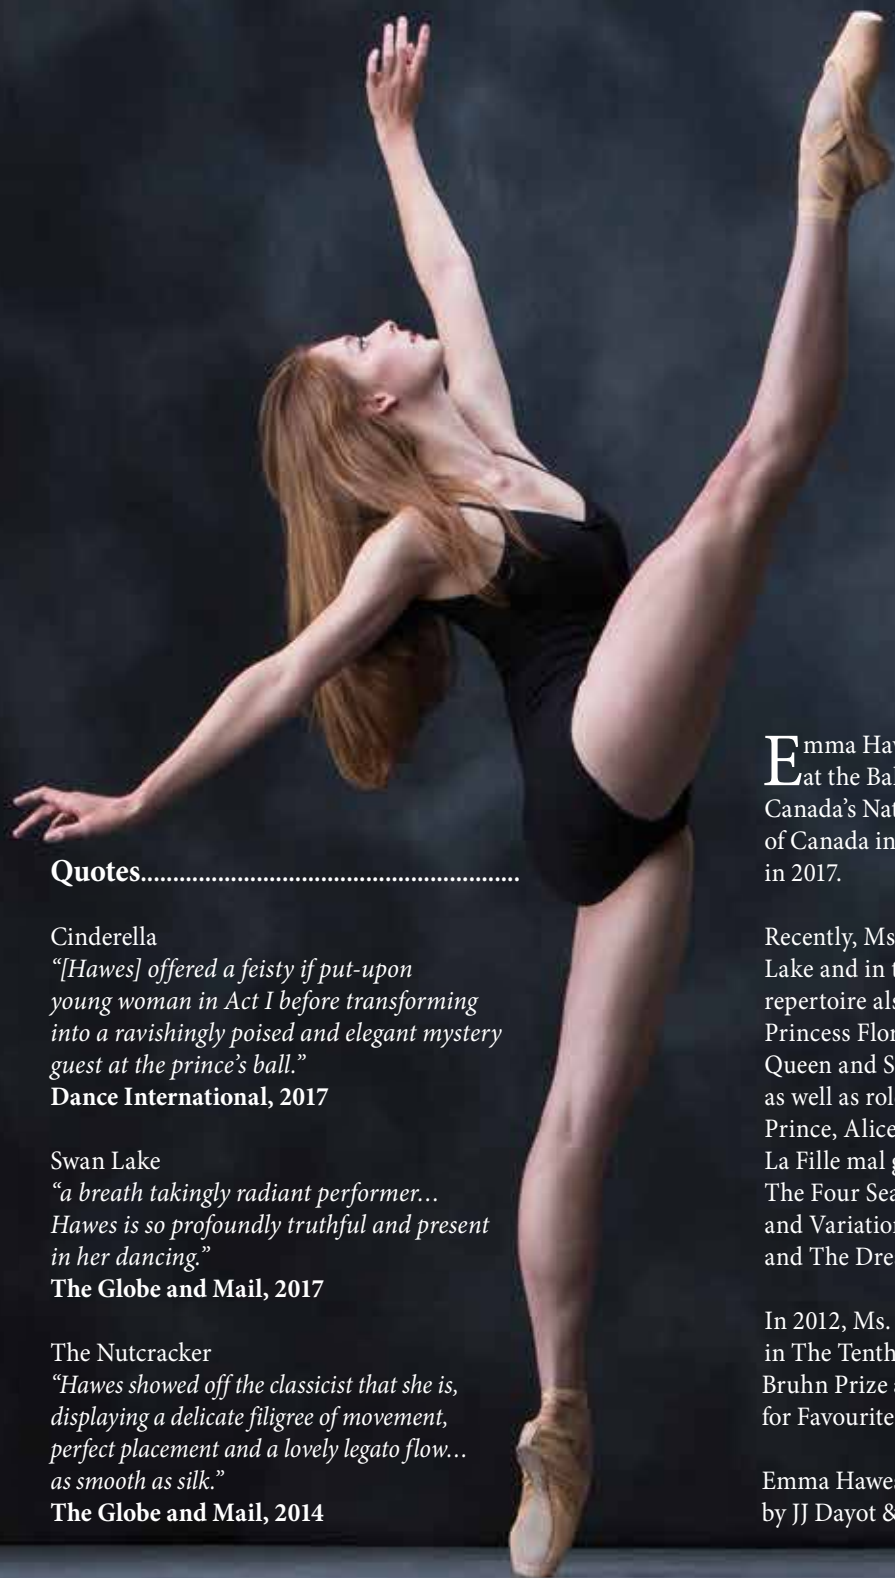 Quotes...........................................................
Cinderella
“[Hawes] offered a feisty if put-upon
young woman in Act I before transforming
into a ravishingly poised and elegant mystery
guest at the prince’s ball.”
Dance International, 2017
Swan Lake
“a breath takingly radiant performer…
Hawes is so profoundly truthful and present
in her dancing.”
The Globe and Mail, 2017
The Nutcracker
“Hawes showed off the classicist that she is,
displaying a delicate filigree of movement,
perfect placement and a lovely legato flow…
as smooth as silk.”
The Globe and Mail, 2014
Emma Haw
at the Bal
Canada’s Nat
of Canada in
in 2017.
Recently, Ms
Lake and in t
repertoire als
Princess Flor
Queen and S
as well as rol
Prince, Alice
La Fille mal g
The Four Sea
and Variation
and The Drea
In 2012, Ms.
in The Tenth
Bruhn Prize a
for Favourite
Emma Hawes
by JJ Dayot &